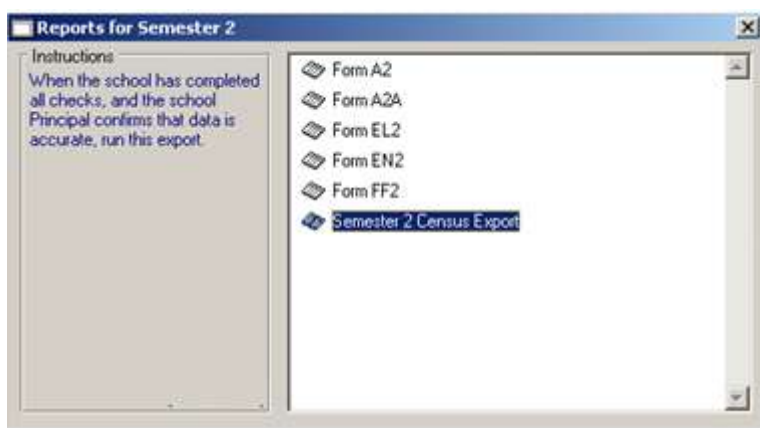 Reports for Semester 2
Instructions
When the school has completed
all checks, and the school
Principal confirms that data is
accurate, run this export.
Form A2
Form A2A
Form EL2
Form EN2
Form FF2
Semester 2 Census Export